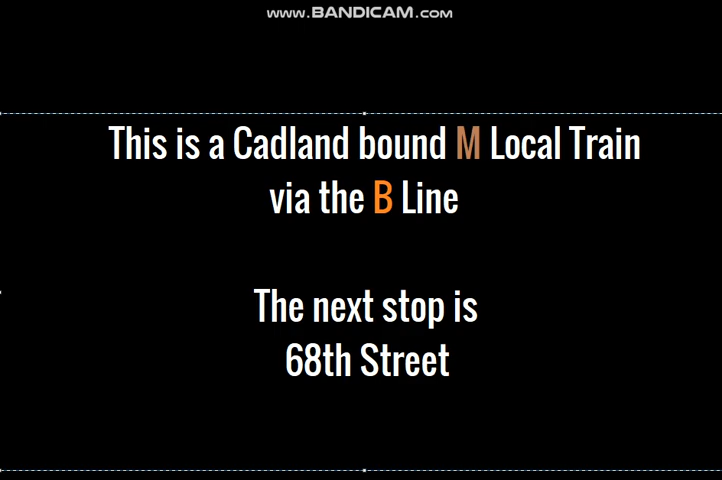 www.BANDICAM.com
This is a Cadland bound M Local Train
via the B Line
The next stop is
68th Street